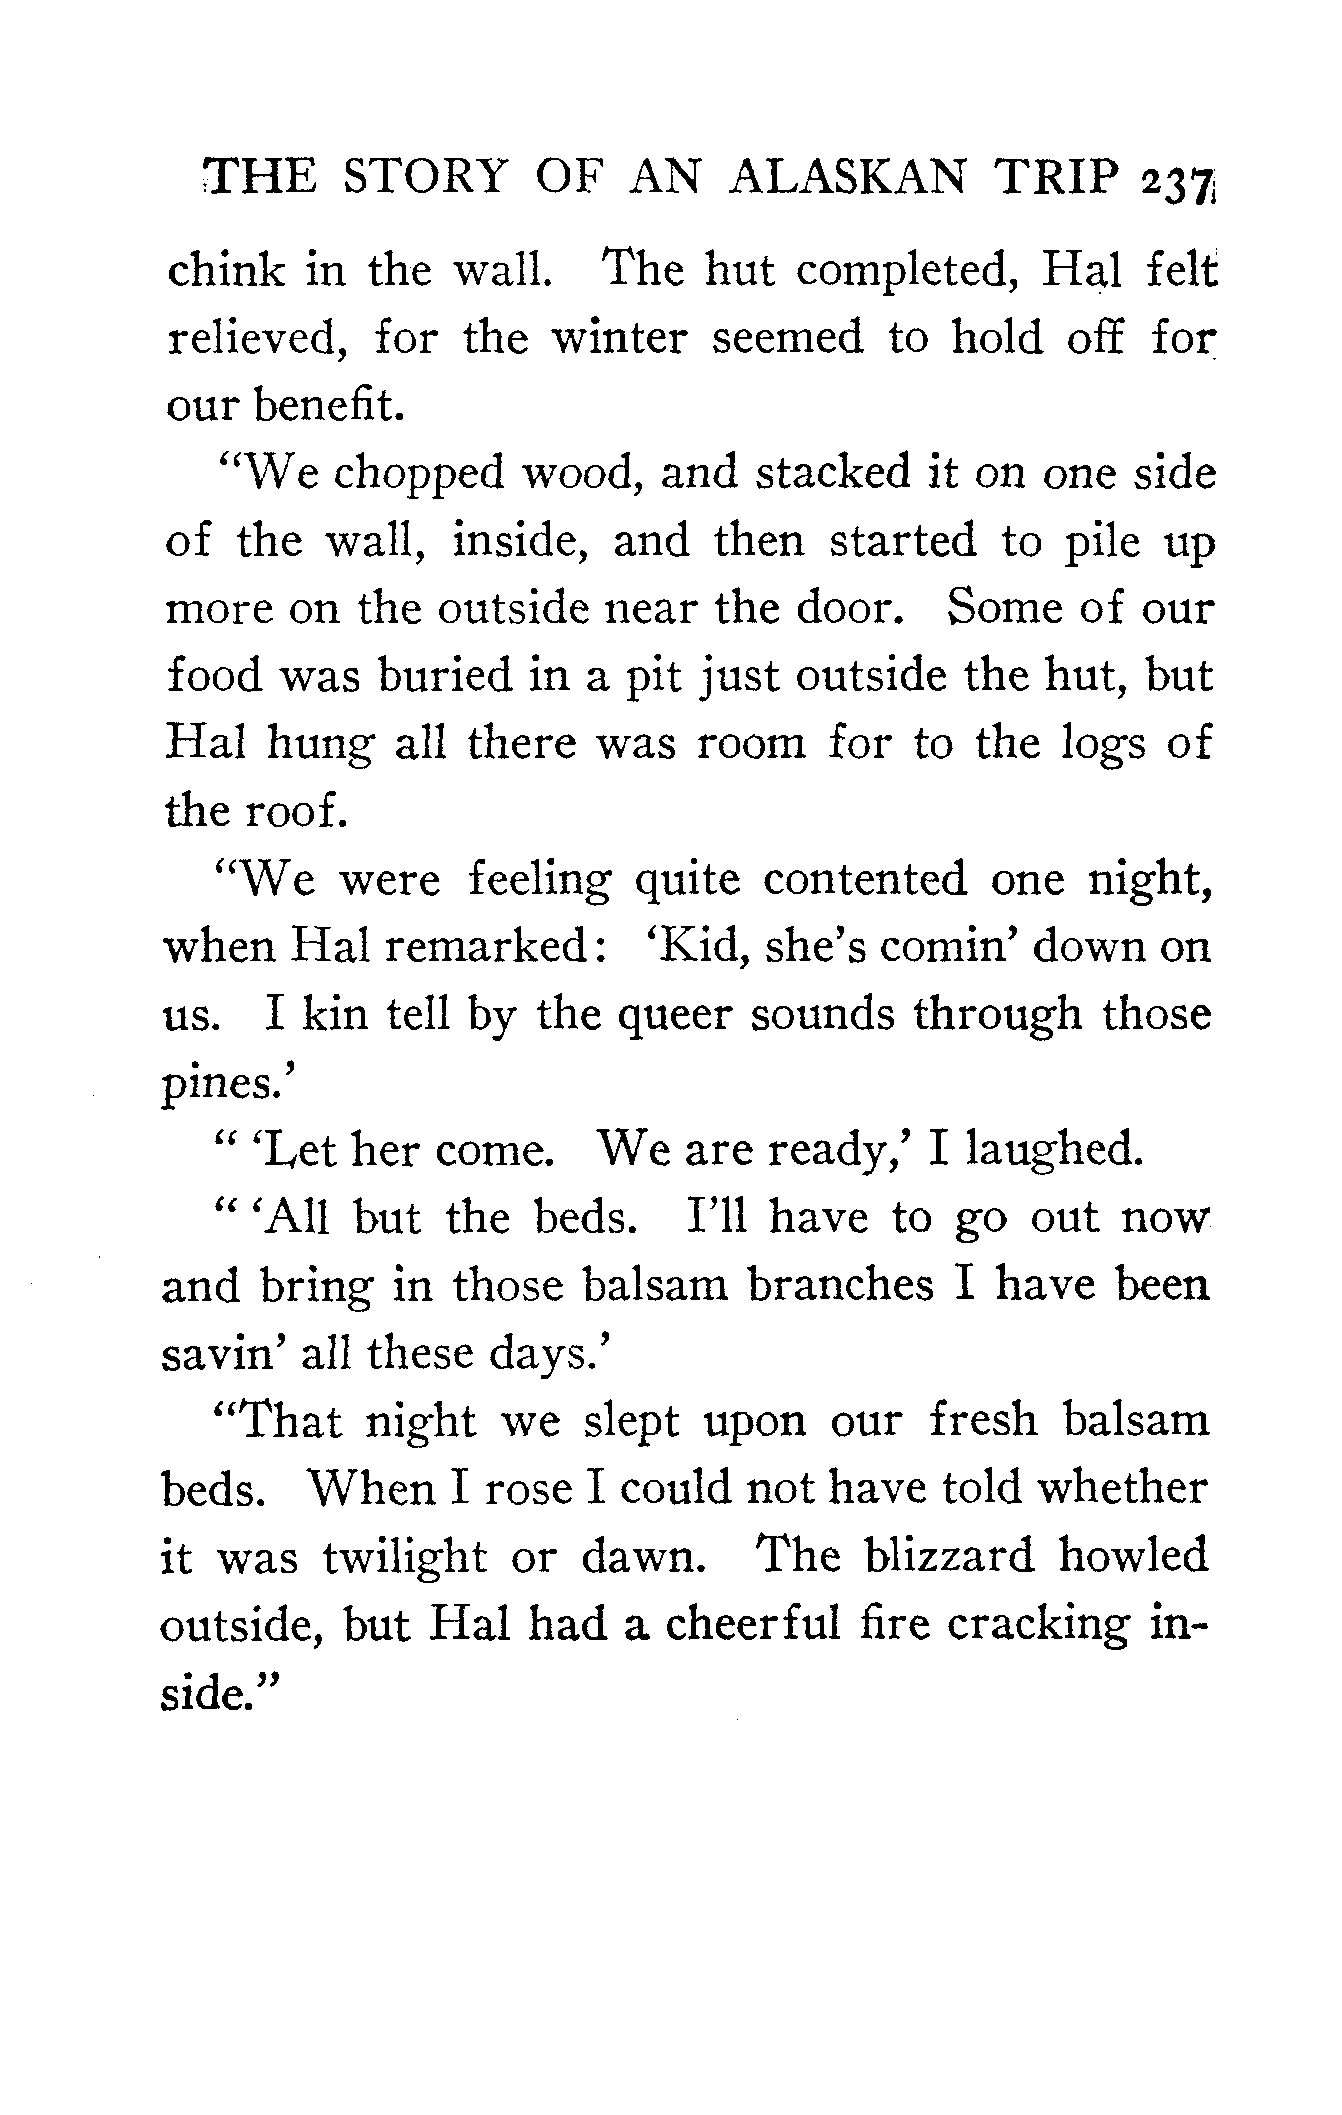 THE STORY OF AN ALASKAN TRIP 237
chink in the wall. The hut completed, Hal felt
relieved, for the winter seemed to hold off for
our benefit.
"We chopped wood, and stacked it on one side
of the wall, inside, and then started to pile up
more on the outside near the door. Some of our
food was buried in a pit just outside the hut, but
Hal hung all there was room for to the logs of
the roof.
"We were feeling quite contented one night,
when Hal remarked: 'Kid, she's comin' down on
us. I kin tell by the queer sounds through those
pines.'
" 'Let her come. We are ready,' I laughed.
" 'All but the beds. I'll have to go out now
and bring in those balsam branches I have been
savin' all these days.'
"That night we slept upon our fresh balsam
beds. When I rose I could not have told whether
it was twilight or dawn. The blizzard howled
outside, but Hal had a cheerful fire cracking in-
side."